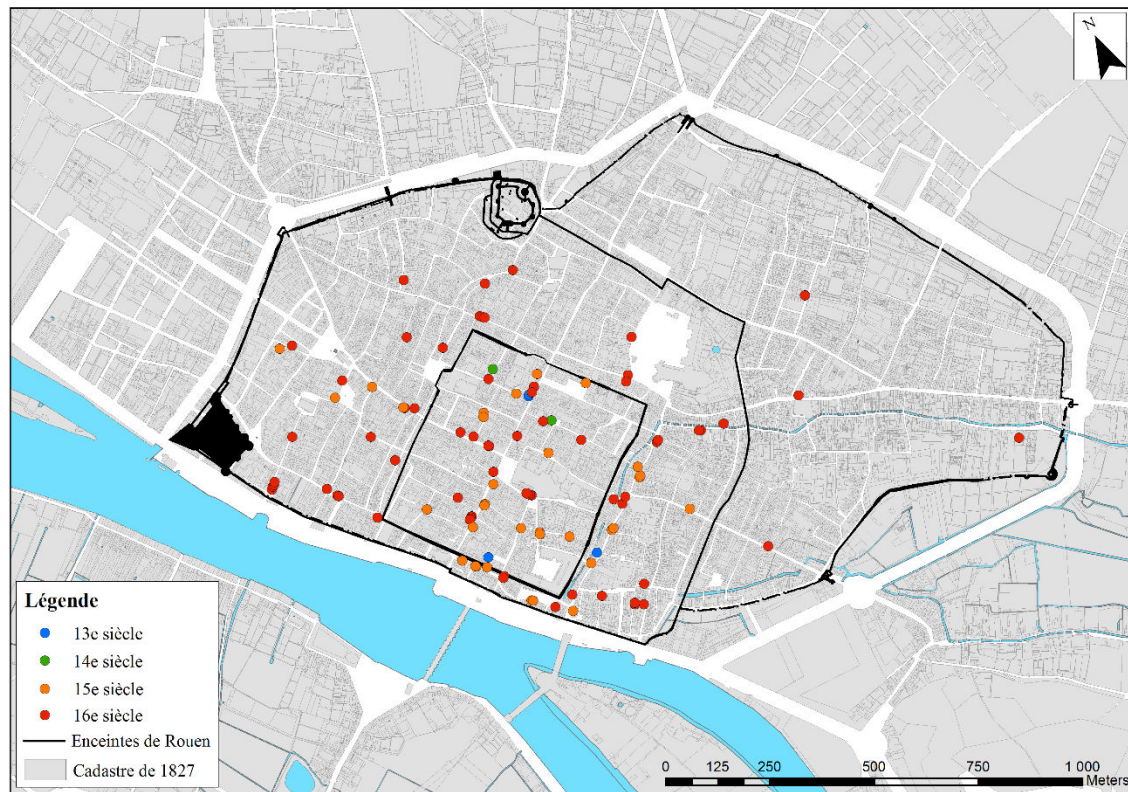 N
Légende
13e siècle
14e siècle
15e siècle
16e siècle
Enceintes de Rouen
Cadastre de 1827
0 125 250 500 750 1 000
Meters